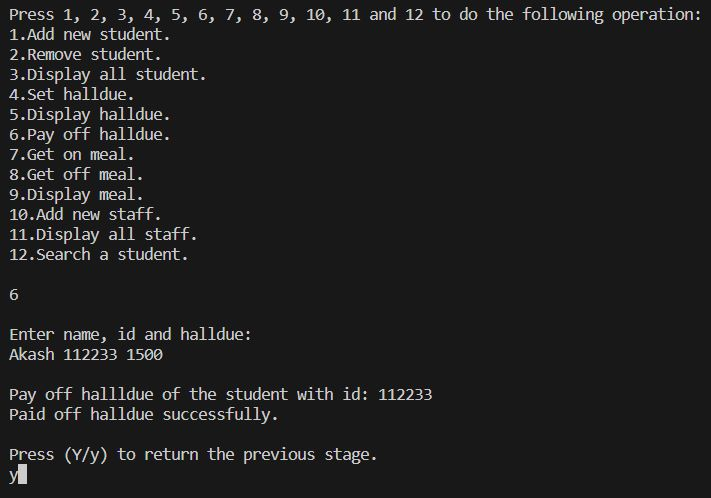 Press 1, 2, 3, 4, 5, 6, 7, 8, 9, 10, 11 and 12 to do the following operation:
1.Add new student.
2.Remove student.
3.Display all student.
4.Set halldue.
5.Display halldue.
6.Pay off halldue.
7.Get on meal.
8.Get off meal.
9.Display meal.
10.Add new staff.
11.Display all staff.
12.Search a student.
6
Enter name, id and halldue:
Akash 112233 1500
Pay off hallldue of the student with id: 112233
Paid off halldue successfully.
Press (Y/y) to return the previous stage.
y